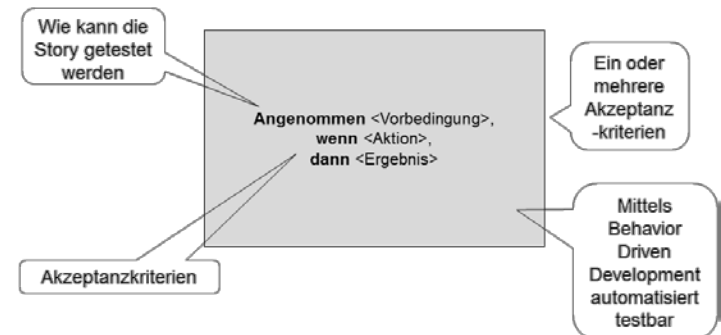 Wie kann die
Story getestet
werden
Angenommen <Vorbedingung>,
wenn <Aktion>,
dann <Ergebnis>
Ein oder
mehrere
Akzeptanz
-kriterien
Akzeptanzkriterien
Mittels
Behavior
Driven
Development
automatisiert
testbar